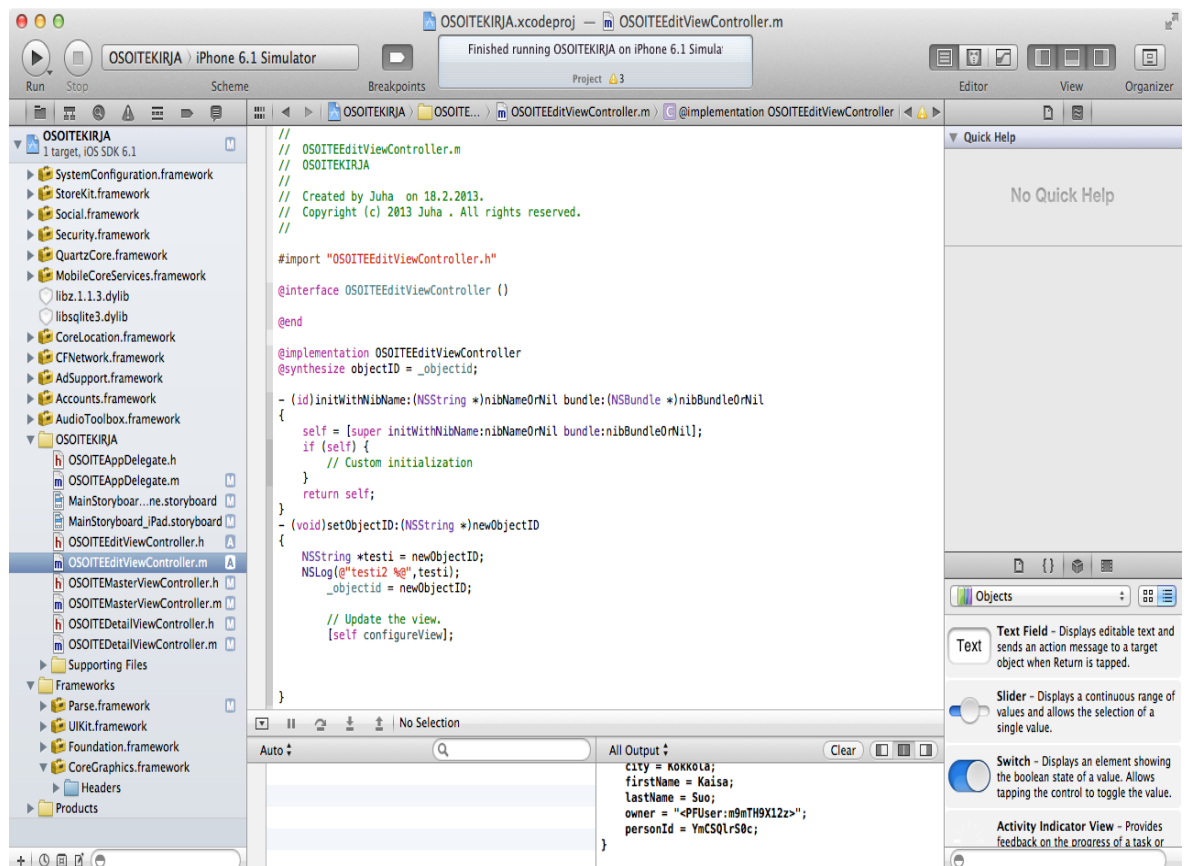 OSOITEKIRJA.xcodeproj — OSOITEEditViewController.m
OSOITEKIRJA iPhone 6.1 Simulator
Finished running OSOITEKIRJA on iPhone 6.1 Simula
Project 3
Run Stop Scheme Breakpoints Editor View Organizer
OSOITEKIRJA OSOITE... OSOITEEditViewController.m @implementation OSOITEEditViewController
OSOITEKIRJA
1 target, iOS SDK 6.1
SystemConfiguration.framework
StoreKit.framework
Social.framework
Security.framework
QuartzCore.framework
MobileCoreServices.framework
libz.1.1.3.dylib
libsqlite3.dylib
CoreLocation.framework
CFNetwork.framework
AdSupport.framework
Accounts.framework
AudioToolbox.framework
OSOITEKIRJA
OSOITEAppDelegate.h
OSOITEAppDelegate.m M
MainStoryboar...ne.storyboard M
MainStoryboard_iPad.storyboard M
OSOITEEditViewController.h A
OSOITEEditViewController.m A
OSOITEMasterViewController.h M
OSOITEMasterViewController.m M
OSOITEDetailViewController.h M
OSOITEDetailViewController.m M
Supporting Files
Frameworks
Parse.framework M
UIKit.framework
Foundation.framework
CoreGraphics.framework
Headers
Products
//
// OSOITEEditViewController.m
// OSOITEKIRJA
//
// Created by Juha on 18.2.2013.
// Copyright (c) 2013 Juha . All rights reserved.
//
#import "OSOITEEditViewController.h"
@interface OSOITEEditViewController ()
@end
@implementation OSOITEEditViewController
@synthesize objectID = _objectid;
- (id)initWithNibName:(NSString *)nibNameOrNil bundle:(NSBundle *)nibBundleOrNil
{
self = [super initWithNibName:nibNameOrNil bundle:nibBundleOrNil];
if (self) {
// Custom initialization
}
return self;
}
- (void)setObjectID:(NSString *)newObjectID
{
NSString *testi = newObjectID;
NSLog(@"testi2 %@",testi);
_objectid = newObjectID;
// Update the view.
[self configureView];
}
No Selection
Auto
All Output Clear
city = Kokkola;
firstName = Kaisa;
lastName = Suo;
owner = "<PFUser:m9mTH9X12z>";
personId = YmCSQlrS0c;
}
Quick Help
No Quick Help
{}
Objects
Text
Text Field - Displays editable text and
sends an action message to a target
object when Return is tapped.
Slider - Displays a continuous range of
values and allows the selection of a
single value.
Switch - Displays an element showing
the boolean state of a value. Allows
tapping the control to toggle the value.
Activity Indicator View - Provides
feedback on the progress of a task or